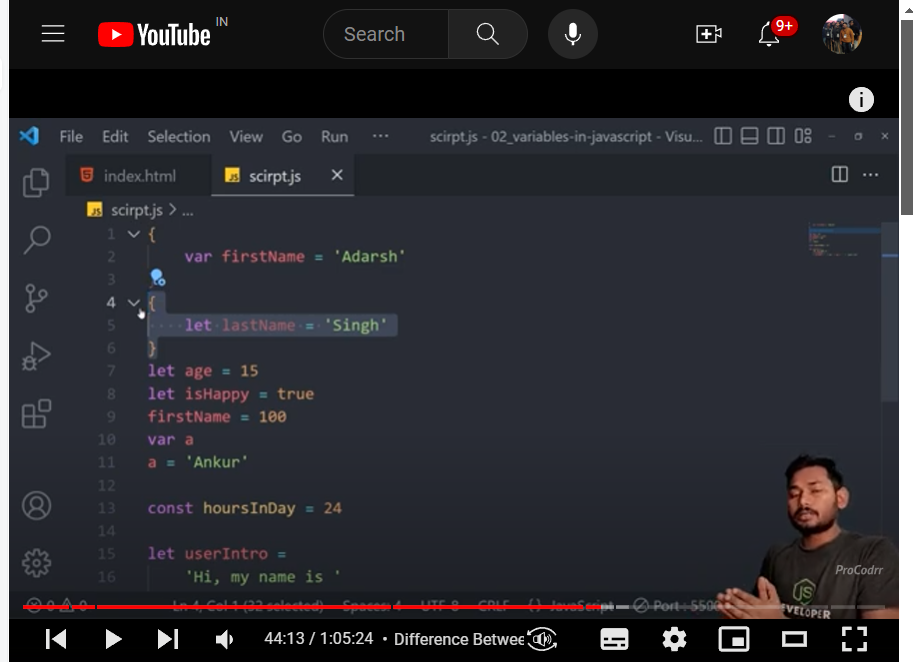 YouTube IN
Search
9+
File Edit Selection View Go Run ··· scirpt.js - 02_variables-in-javascript - Visu...
index.html scirpt.js
scirpt.js > ...
1 {
2 var firstName = 'Adarsh'
3
4 {
5 ····let·lastName·=·'Singh'
6 }
7 let age = 15
8 let isHappy = true
9 firstName = 100
10 var a
11 a = 'Ankur'
12
13 const hoursInDay = 24
14
15 let userIntro =
16 'Hi, my name is '
ProCodrr
JS
EVELOPER
0 0 Ln 4, Col 1 (32 selected) Spaces: 4 UTF-8 CRLF {} JavaScript Port : 5500
44:13 / 1:05:24 • Difference Betwee